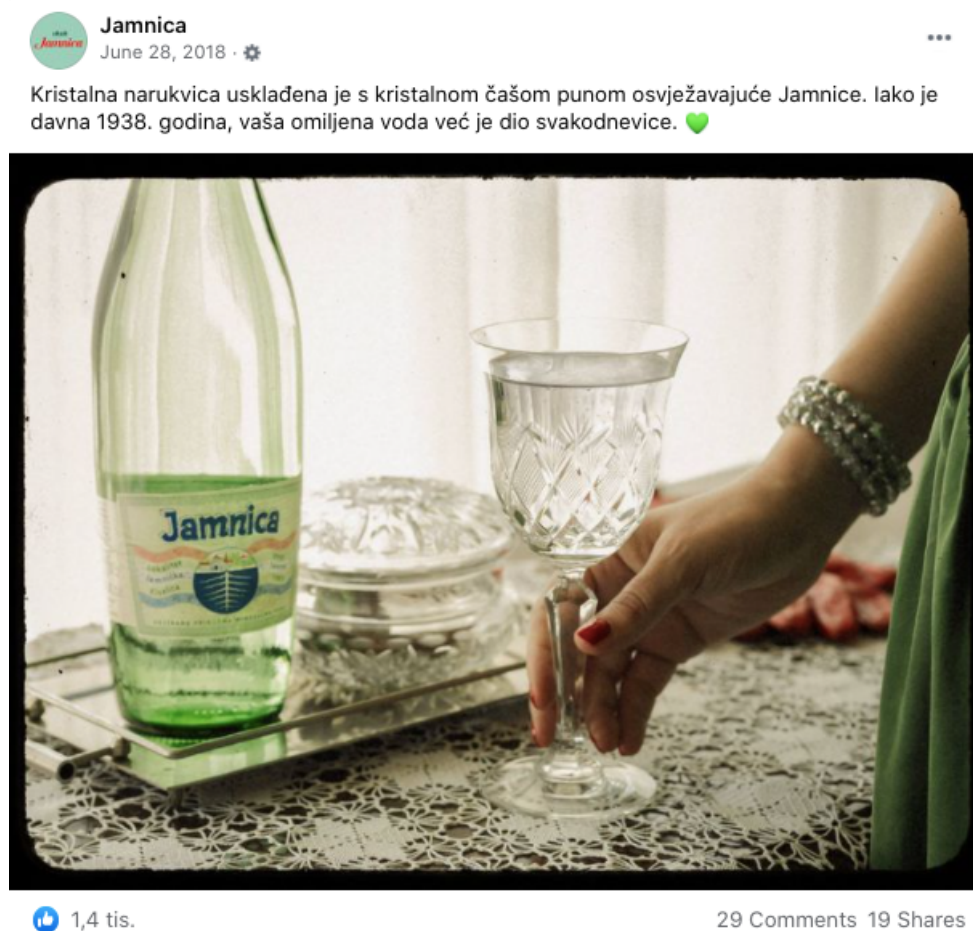 Jamnica
Jamnica
June 28, 2018 ·
Kristalna narukvica usklađena je s kristalnom čašom punom osvježavajuće Jamnice. Iako je
davna 1938. godina, vaša omiljena voda već je dio svakodnevice. 💚
Jamnica
1,4 tis.
29 Comments 19 Shares